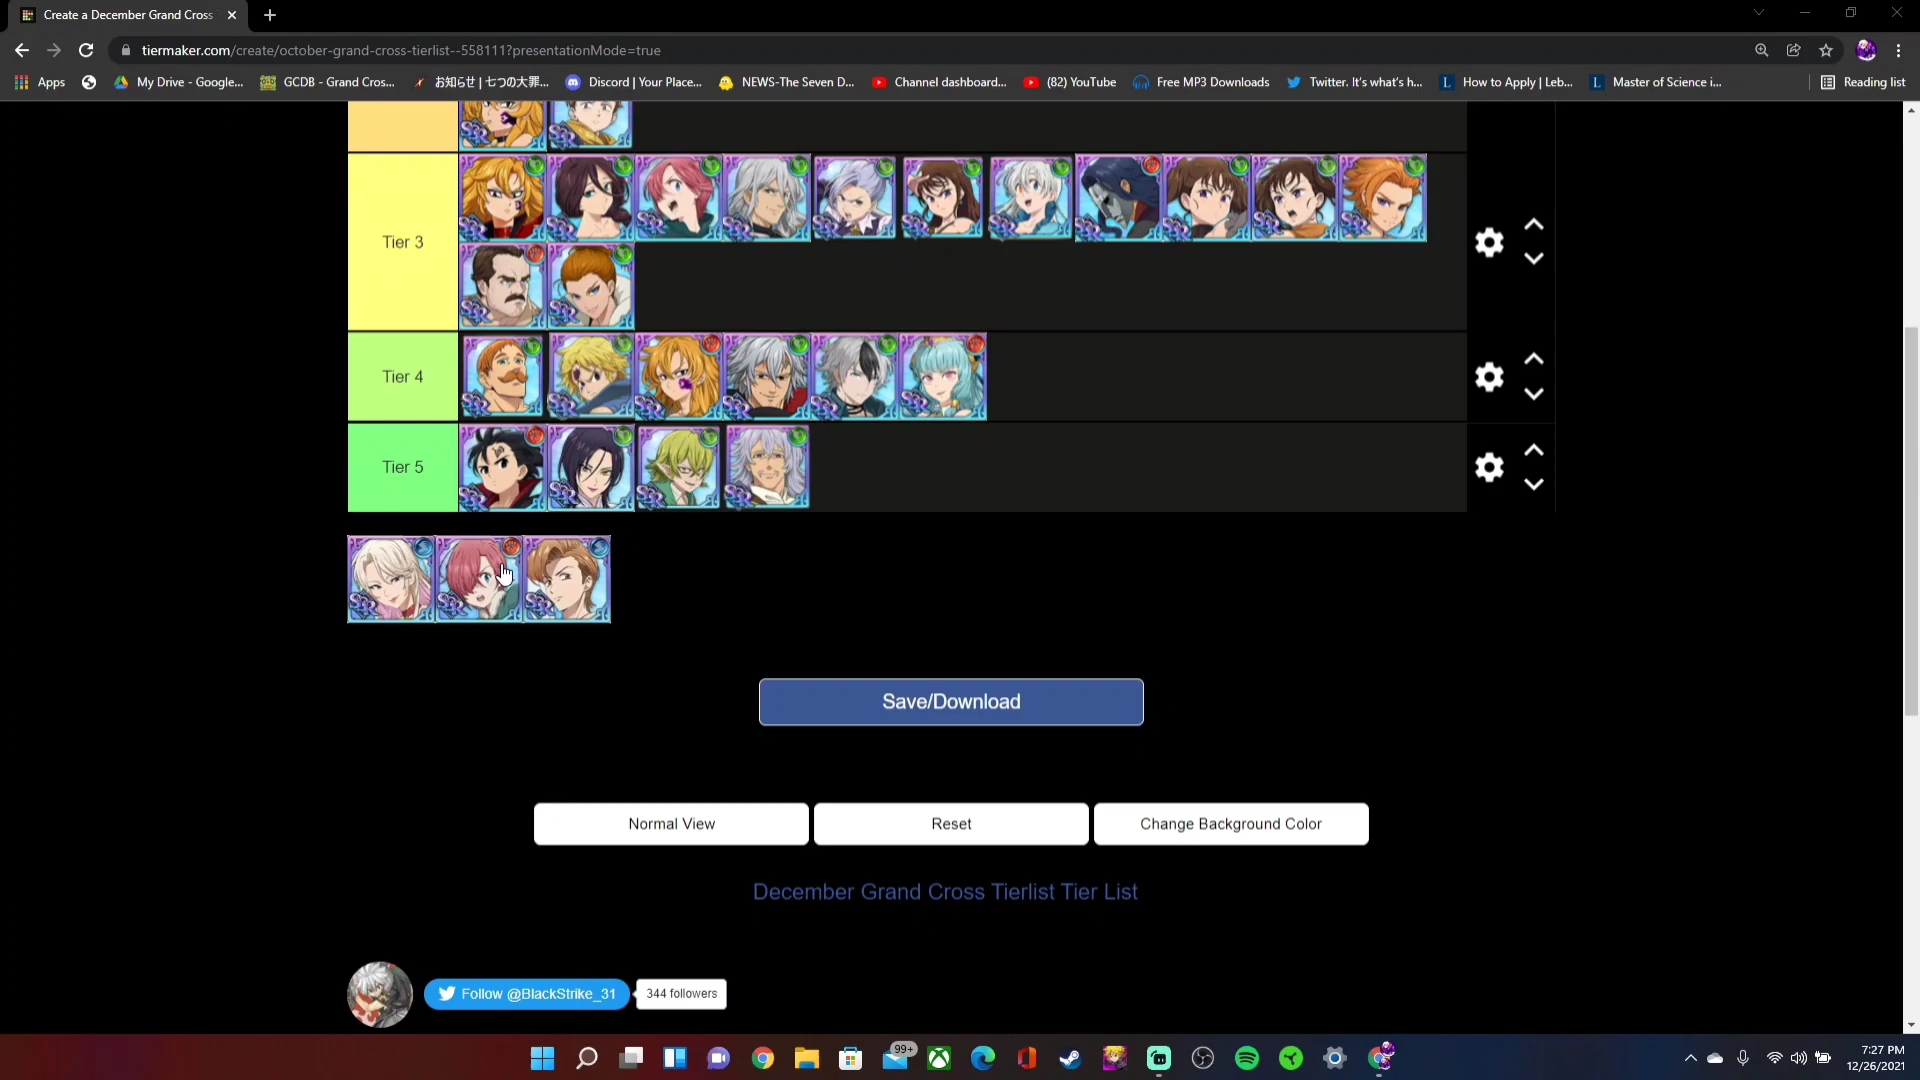 Create a December Grand Cross
tiermaker.com/create/october-grand-cross-tierlist--558111?presentationMode=true
Apps
My Drive - Google...
GCDB - Grand Cros...
お知らせ | 七つの大罪...
Discord | Your Place...
NEWS-The Seven D...
Channel dashboard...
(82) YouTube
Free MP3 Downloads
Twitter. It's what's h...
How to Apply | Leb...
Master of Science i...
Reading list
Tier 3
Tier 4
Tier 5
Save/Download
Normal View
Reset
Change Background Color
December Grand Cross Tierlist Tier List
Follow @BlackStrike_31
344 followers
99+
7:27 PM
12/26/2021